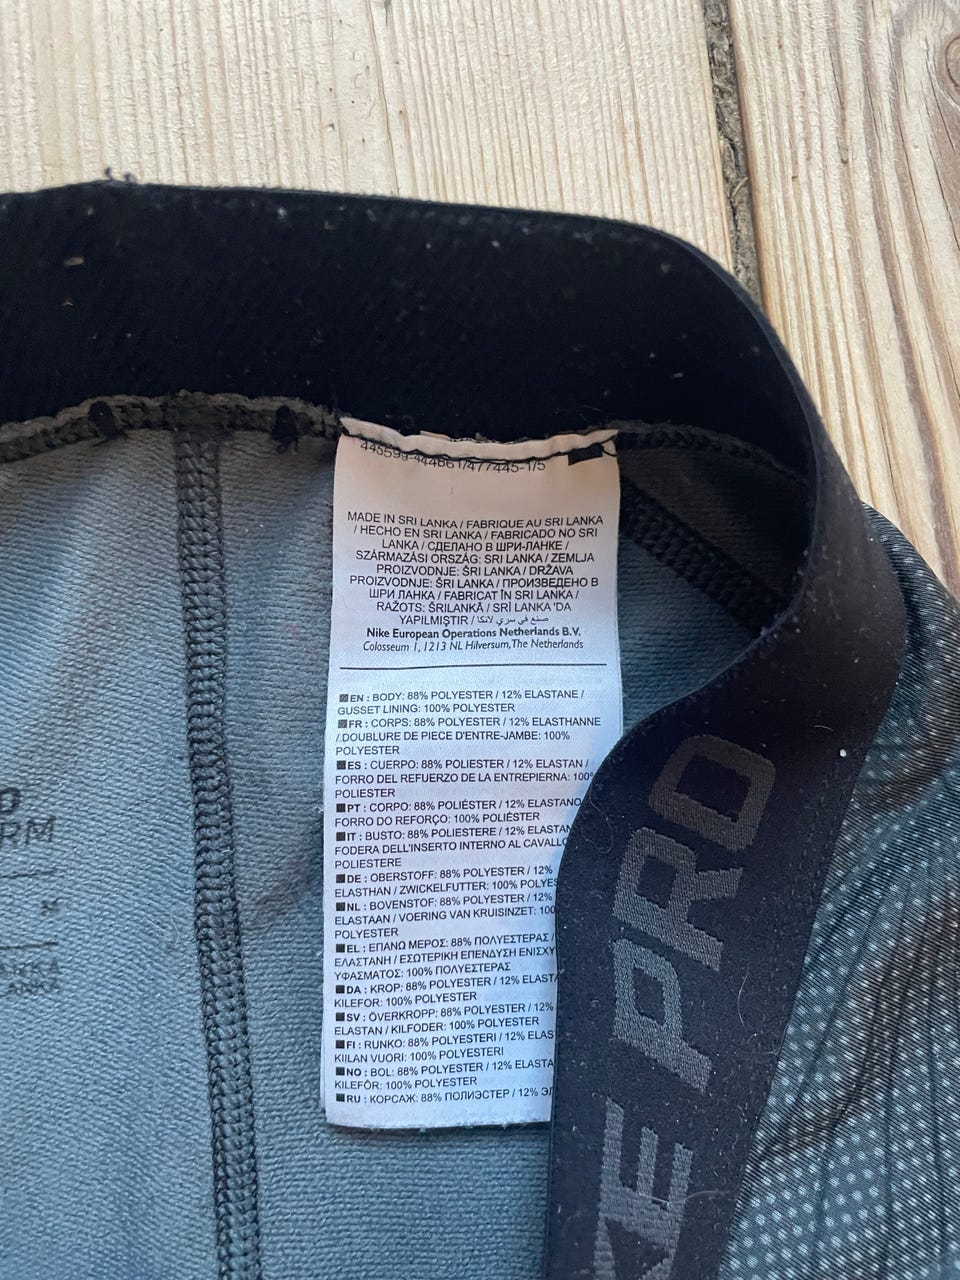 445599-444861/477445-1/5
MADE IN SRI LANKA / FABRIQUE AU SRI LANKA
/ HECHO EN SRI LANKA / FABRICADO NO SRI
LANKA / СДЕЛАНО В ШРИ-ЛАНКЕ /
SZÁRMAZÁSI ORSZÁG: SRI LANKA / ZEMLJA
PROIZVODNJE: ŠRI LANKA / DRŽAVA
PROIZVODNJE: ŠRI LANKA / ПРОИЗВЕДЕНО В
ШРИ ЛАНКА / FABRICAT ÎN SRI LANKA /
RAŽOTS: ŠRILANKĀ / SRİ LANKA 'DA
YAPILMIŞTIR / صنع في سري لانكا
Nike European Operations Netherlands B.V.
Colosseum 1, 1213 NL Hilversum,The Netherlands
EN : BODY: 88% POLYESTER / 12% ELASTANE /
GUSSET LINING: 100% POLYESTER
FR : CORPS: 88% POLYESTER / 12% ELASTHANNE
/ DOUBLURE DE PIECE D'ENTRE-JAMBE: 100%
POLYESTER
ES : CUERPO: 88% POLIESTER / 12% ELASTAN /
FORRO DEL REFUERZO DE LA ENTREPIERNA: 100%
POLIESTER
PT : CORPO: 88% POLIÉSTER / 12% ELASTANO
FORRO DO REFORÇO: 100% POLIÉSTER
IT : BUSTO: 88% POLIESTERE / 12% ELASTAN
FODERA DELL'INSERTO INTERNO AL CAVALLO
POLIESTERE
DE : OBERSTOFF: 88% POLYESTER / 12%
ELASTHAN / ZWICKELFUTTER: 100% POLYES
NL : BOVENSTOF: 88% POLYESTER / 12%
ELASTAAN / VOERING VAN KRUISINZET: 100
POLYESTER
EL : ΕΠΑΝΩ ΜΕΡΟΣ: 88% ΠΟΛΥΕΣΤΕΡΑΣ /
ΕΛΑΣΤΑΝΗ / ΕΣΩΤΕΡΙΚΗ ΕΠΕΝΔΥΣΗ ΕΝΙΣΧΥ
ΥΦΑΣΜΑΤΟΣ: 100% ΠΟΛΥΕΣΤΕΡΑΣ
DA : KROP: 88% POLYESTER / 12% ELASTA
KILEFOR: 100% POLYESTER
SV : ÖVERKROPP: 88% POLYESTER / 12%
ELASTAN / KILFODER: 100% POLYESTER
FI : RUNKO: 88% POLYESTERI / 12% ELAS
KIILAN VUORI: 100% POLYESTERI
NO : BOL: 88% POLYESTER / 12% ELASTA
KILEFÔR: 100% POLYESTER
RU : КОРСАЖ: 88% ПОЛИЭСТЕР / 12% ЭЛ
KE PRO